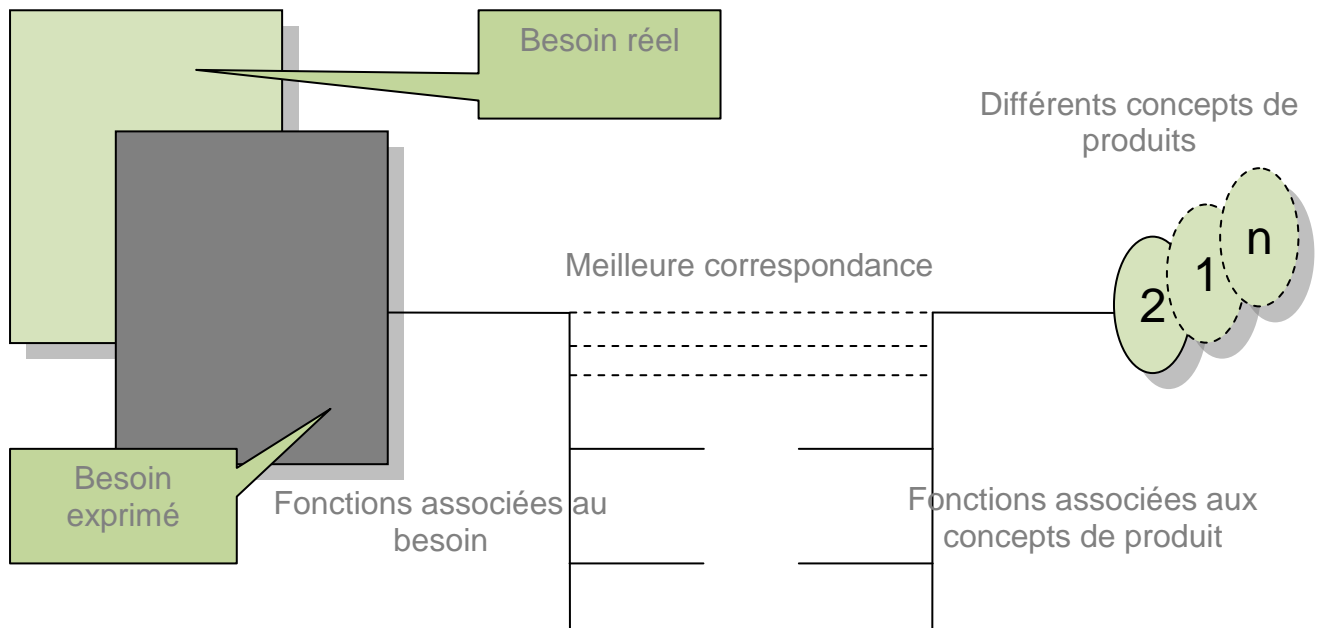 Besoin réel
Différents concepts de
produits
n
1
2
Meilleure correspondance
Besoin
exprimé
Fonctions associées au
besoin
Fonctions associées aux
concepts de produit